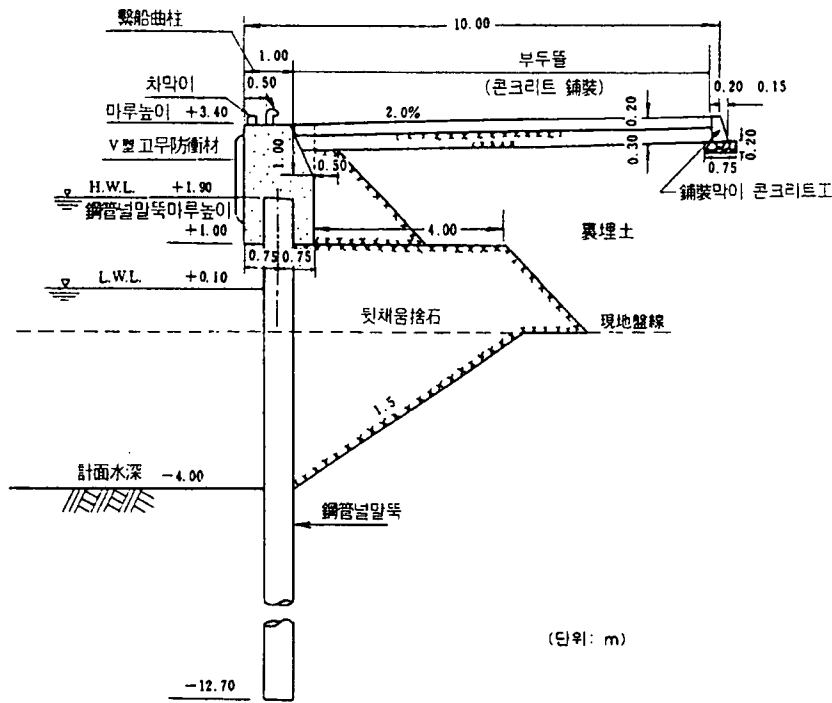 繫船曲柱
10.00
1.00
부두뜰
0.50
(콘크리트 鋪裝)
0.20 0.15
차막이
마루높이 +3.40
2.0%
0.20
V型고무防衝材
1.00
0.50
0.30
0.20
0.75
鋪裝막이 콘크리트工
H.W.L. +1.90
鋼管널말뚝마루높이
+1.00
4.00
裏埋土
0.75 0.75
L.W.L. +0.10
뒷채움捨石
現地盤線
1.5
計画水深 -4.00
鋼管널말뚝
(단위: m)
-12.70